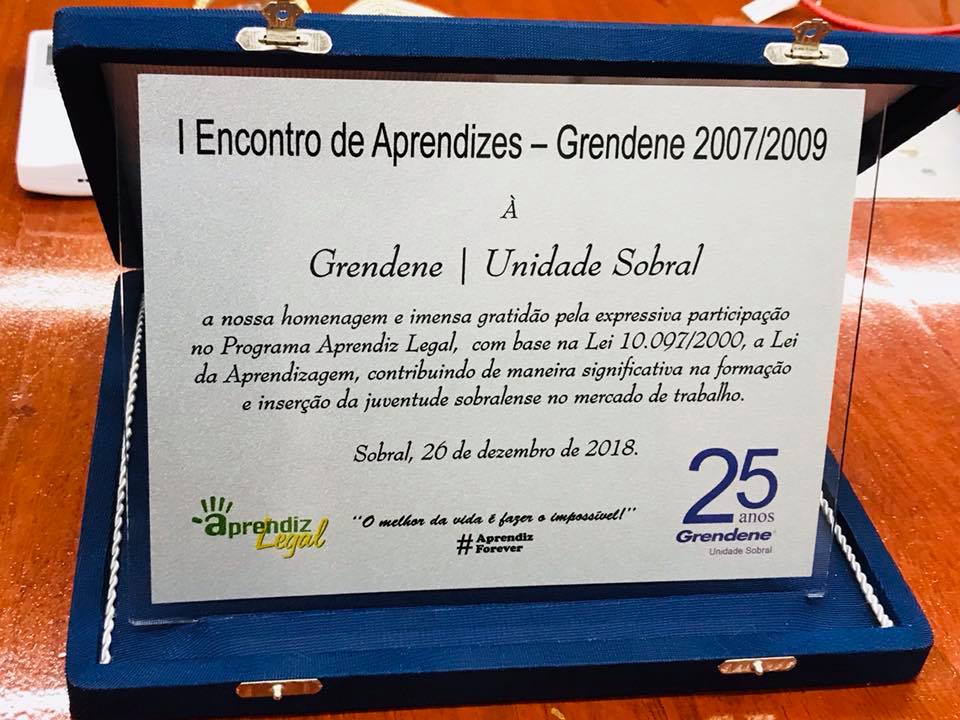 I Encontro de Aprendizes – Grendene 2007/2009
À
Grendene | Unidade Sobral
a nossa homenagem e imensa gratidão pela expressiva participação
no Programa Aprendiz Legal, com base na Lei 10.097/2000, a Lei
da Aprendizagem, contribuindo de maneira significativa na formação
e inserção da juventude sobralense no mercado de trabalho.
Sobral, 26 de dezembro de 2018.
aprendiz
Legal
"O melhor da vida é fazer o impossível!"
#Aprendiz
Forever
25
anos
Grendene®
Unidade Sobral